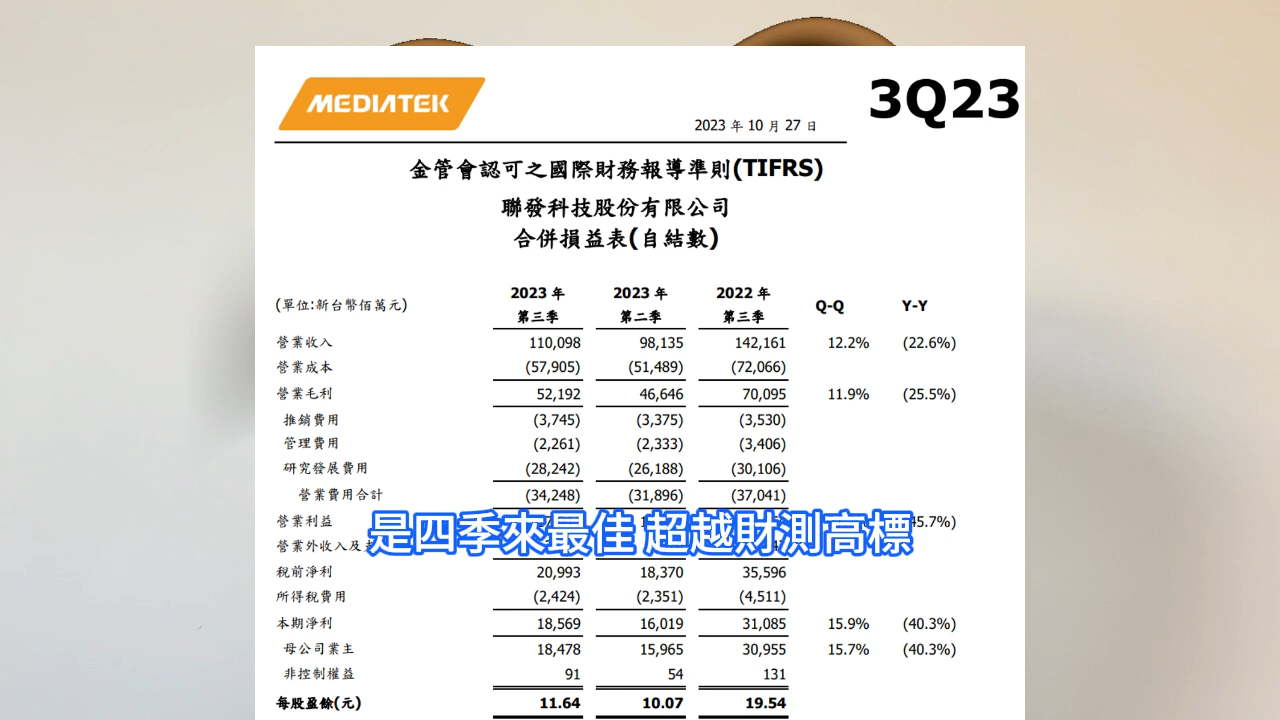 MEDIATEK
3Q23
2023 年 10 月 27 日
金管會認可之國際財務報導準則(TIFRS)
聯發科技股份有限公司
合併損益表(自結數)
(單位:新台幣佰萬元) 2023 年 第三季 2023 年 第二季 2022 年 第三季 Q-Q Y-Y
營業收入 110,098 98,135 142,161 12.2% (22.6%)
營業成本 (57,905) (51,489) (72,066)
營業毛利 52,192 46,646 70,095 11.9% (25.5%)
推銷費用 (3,745) (3,375) (3,530)
管理費用 (2,261) (2,333) (3,406)
研究發展費用 (28,242) (26,188) (30,106)
營業費用合計 (34,248) (31,896) (37,041)
營業利益
是四季來最佳 超越財測高標
營業外收入及
稅前淨利 20,993 18,370 35,596
所得稅費用 (2,424) (2,351) (4,511)
本期淨利 18,569 16,019 31,085 15.9% (40.3%)
母公司業主 18,478 15,965 30,955 15.7% (40.3%)
非控制權益 91 54 131
每股盈餘(元) 11.64 10.07 19.54